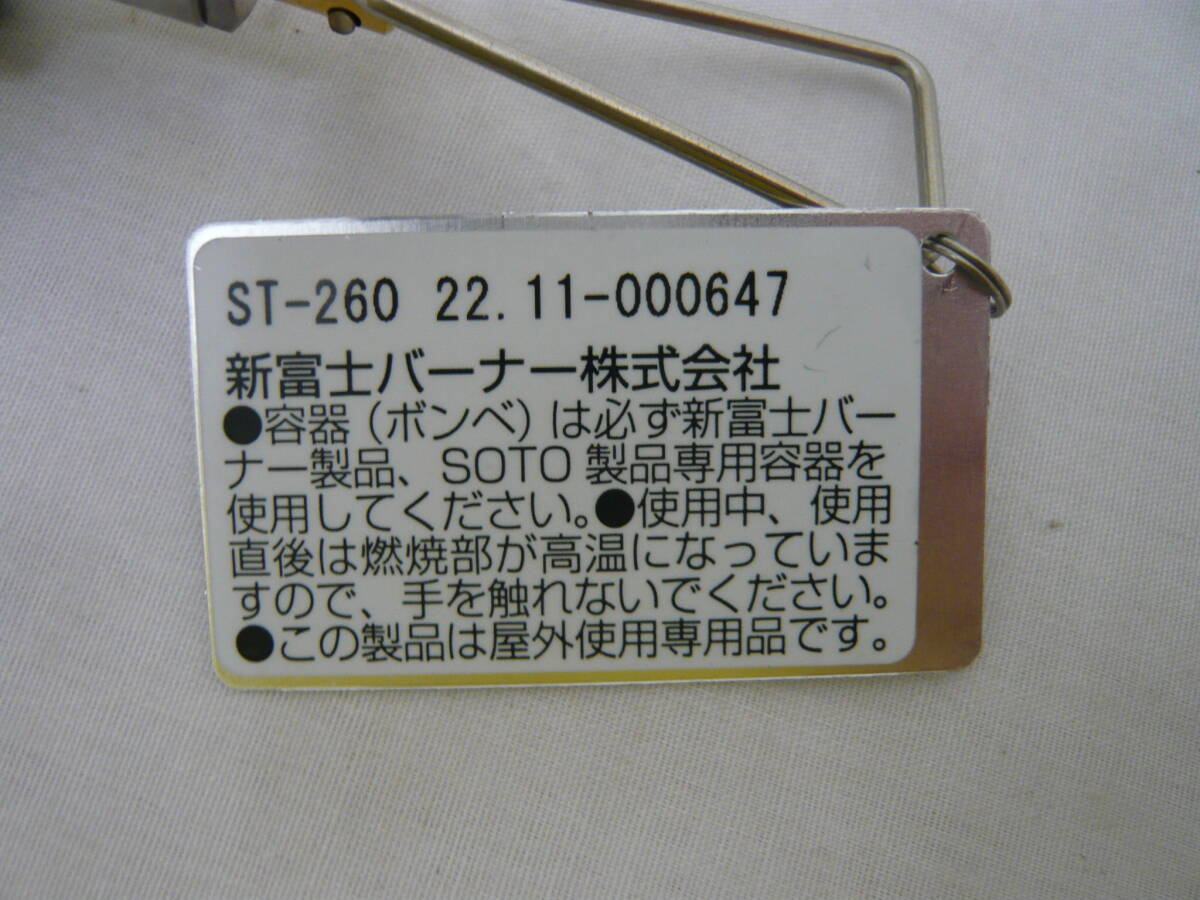 ST-260 22.11-000647
新富士バーナー株式会社
●容器(ボンベ)は必ず新富士バー
ナー製品、SOTO製品専用容器を
使用してください。●使用中、使用
直後は燃焼部が高温になっていま
すので、手を触れないでください。
●この製品は屋外使用専用品です。